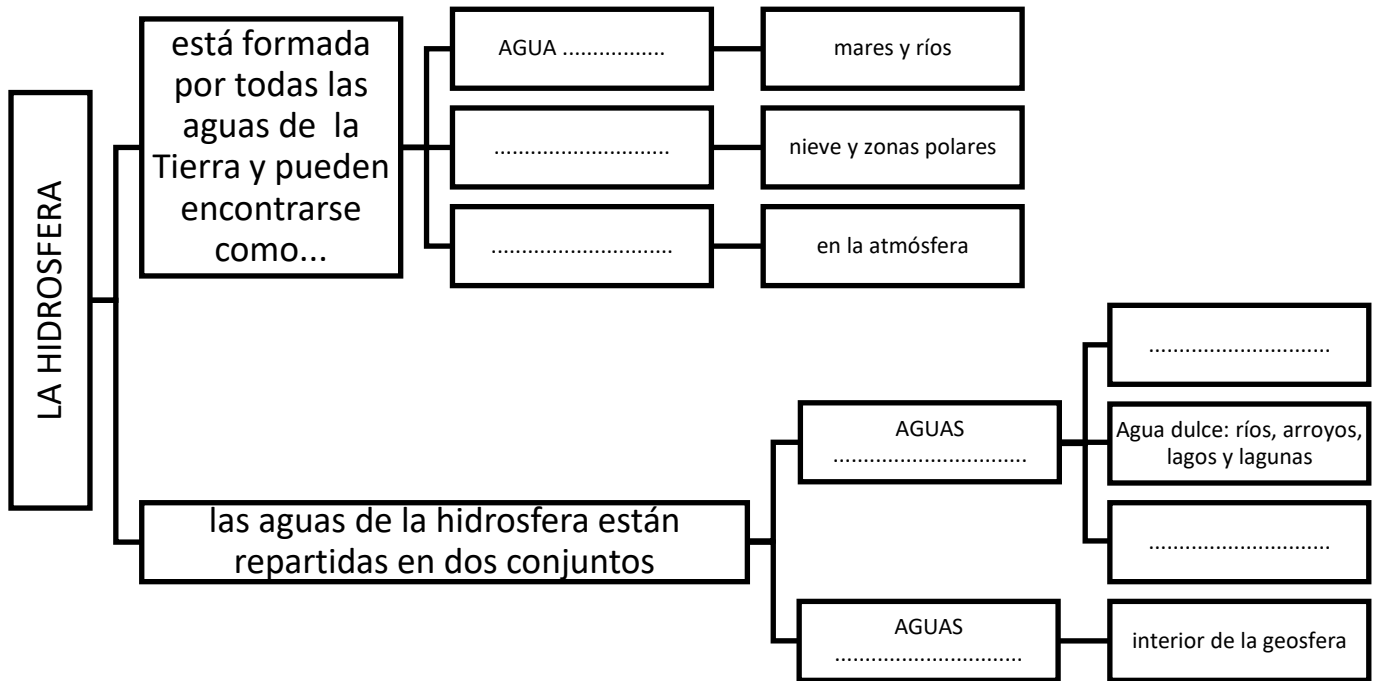 LA HIDROSFERA
está formada
por todas las
aguas de la
Tierra y pueden
encontrarse
como...
AGUA .................
mares y ríos
.............................
nieve y zonas polares
..............................
en la atmósfera
las aguas de la hidrosfera están
repartidas en dos conjuntos
AGUAS
................................
..............................
Agua dulce: ríos, arroyos,
lagos y lagunas
..............................
AGUAS
...............................
interior de la geosfera